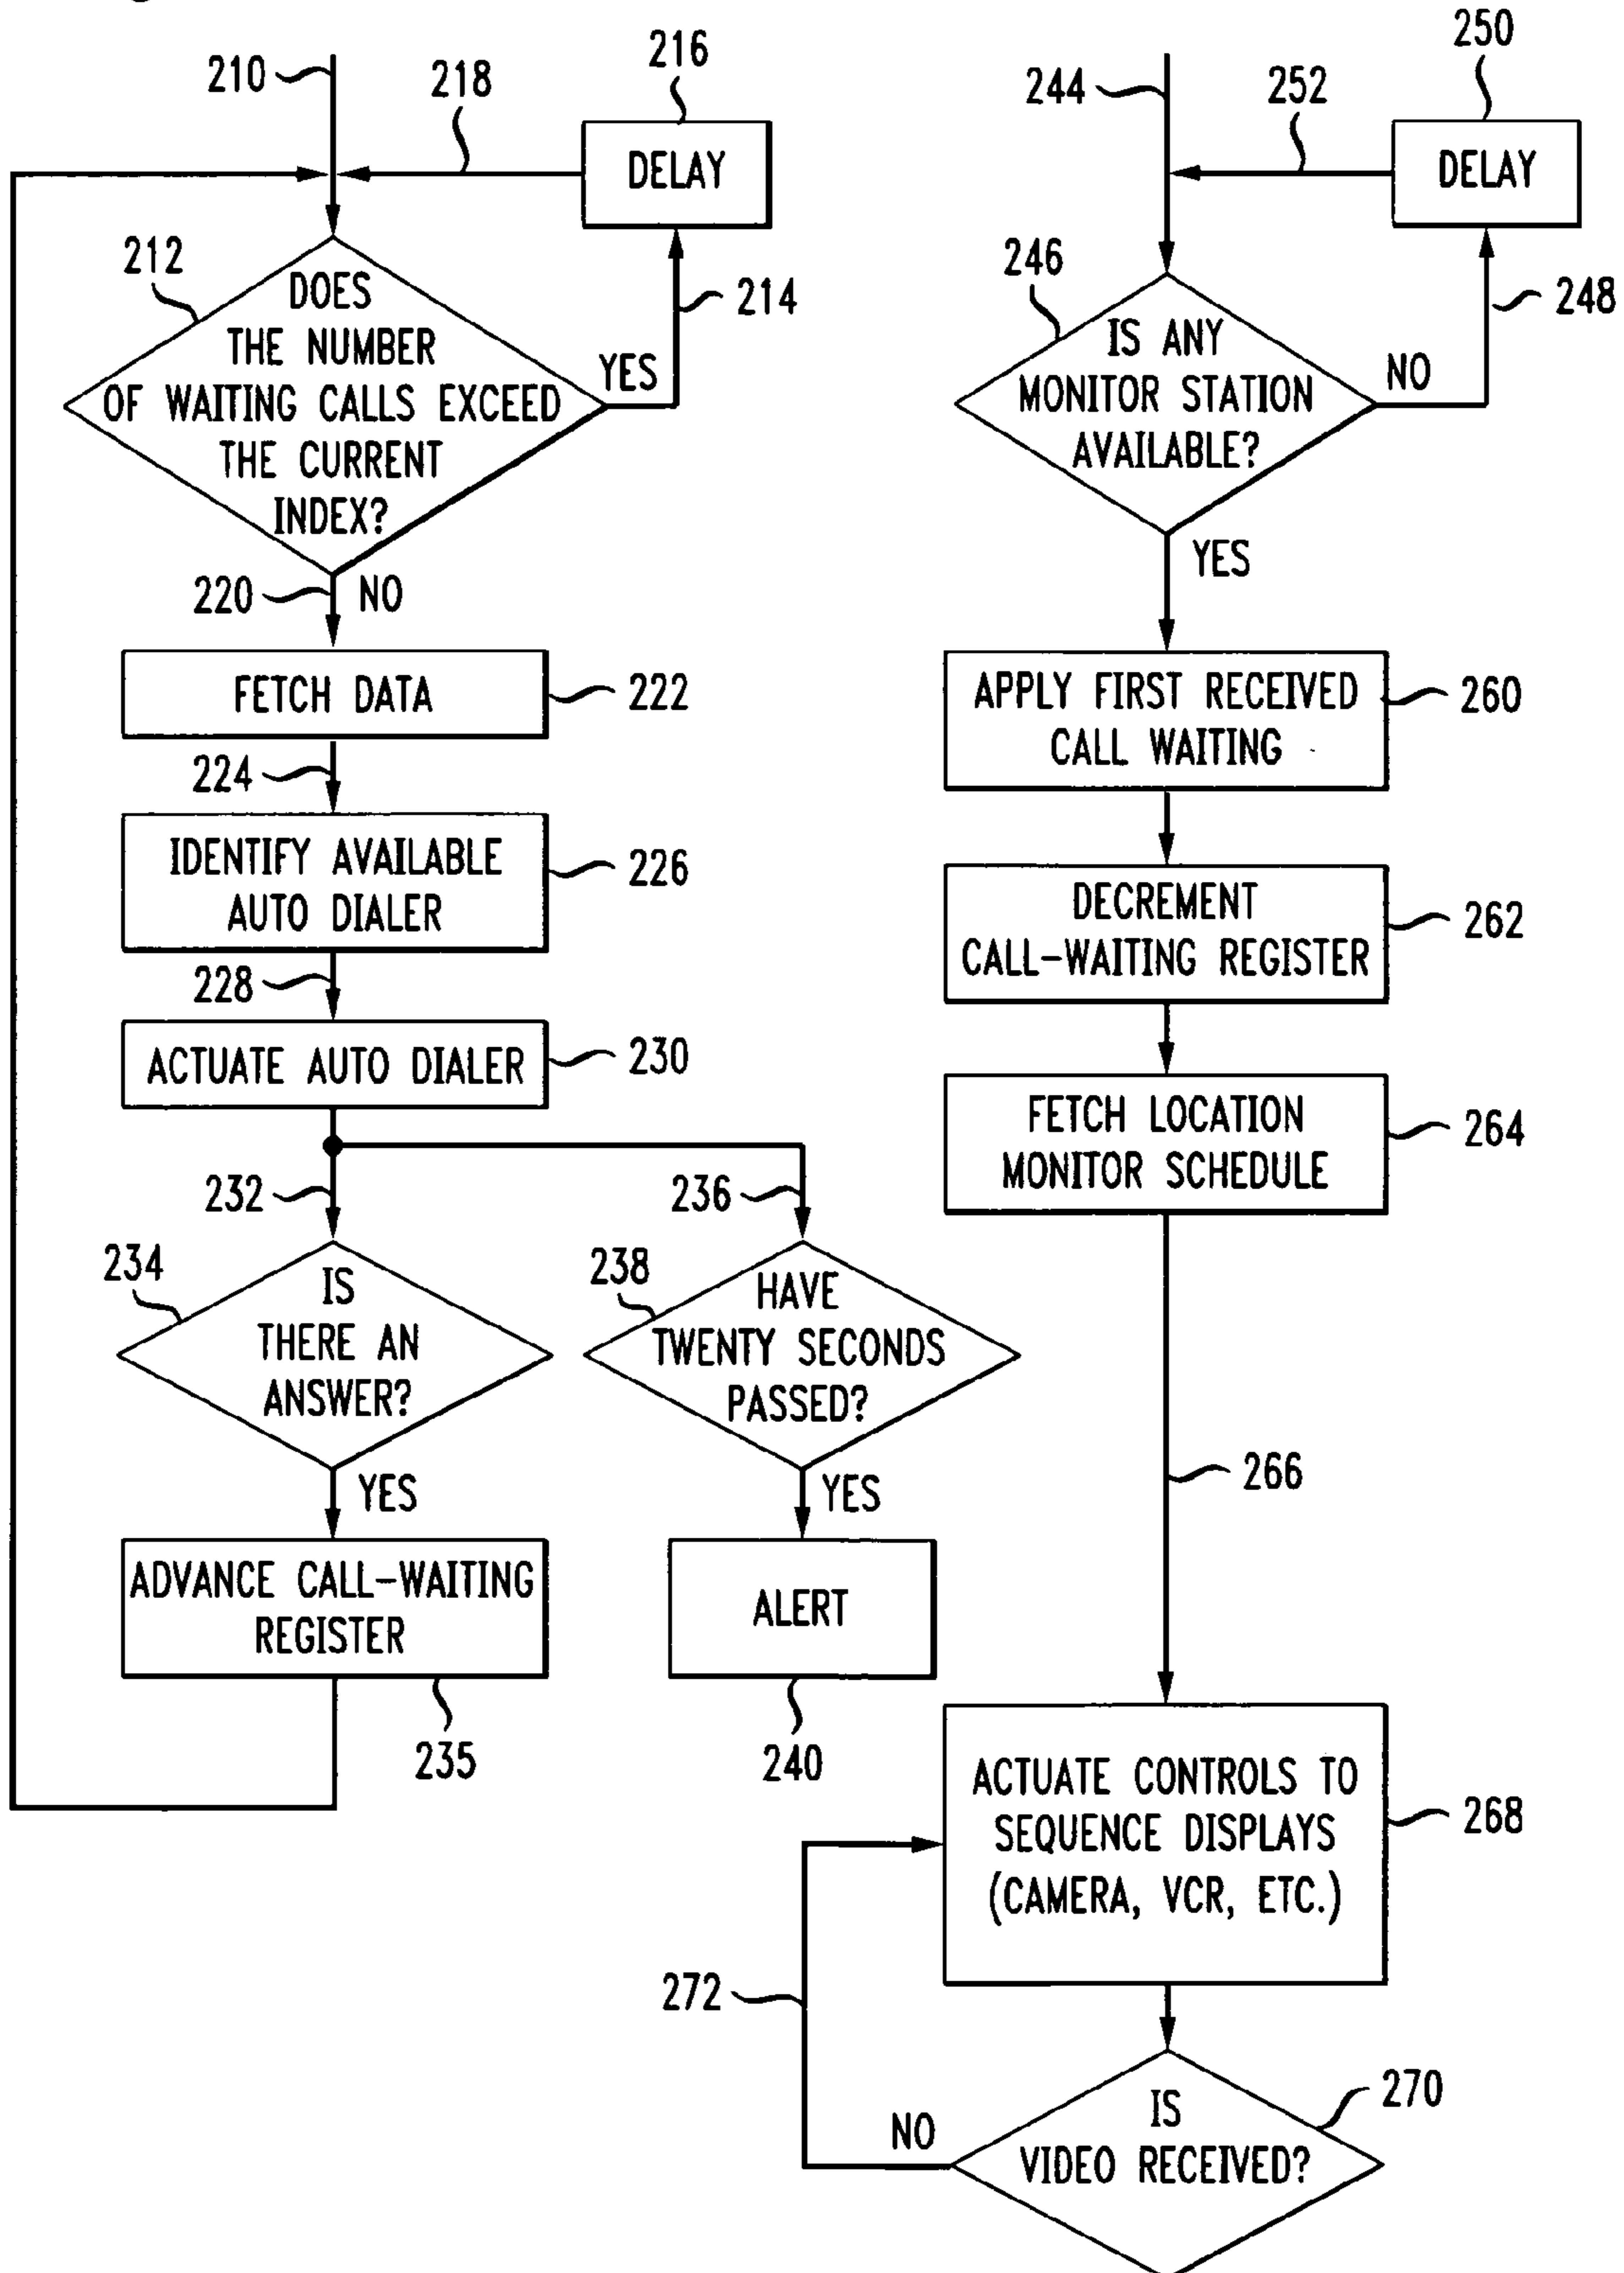 210
218
216
DELAY
212
DOES
THE NUMBER
OF WAITING CALLS EXCEED
THE CURRENT
INDEX?
YES
214
220
NO
FETCH DATA
222
224
IDENTIFY AVAILABLE
AUTO DIALER
226
228
ACTUATE AUTO DIALER
230
232
236
234
IS
THERE AN
ANSWER?
238
HAVE
TWENTY SECONDS
PASSED?
YES
YES
ADVANCE CALL-WAITING
REGISTER
235
ALERT
240
244
252
250
DELAY
246
IS ANY
MONITOR STATION
AVAILABLE?
NO
248
YES
APPLY FIRST RECEIVED
CALL WAITING
260
DECREMENT
CALL-WAITING REGISTER
262
FETCH LOCATION
MONITOR SCHEDULE
264
266
ACTUATE CONTROLS TO
SEQUENCE DISPLAYS
(CAMERA, VCR, ETC.)
268
272
NO
IS
VIDEO RECEIVED?
270